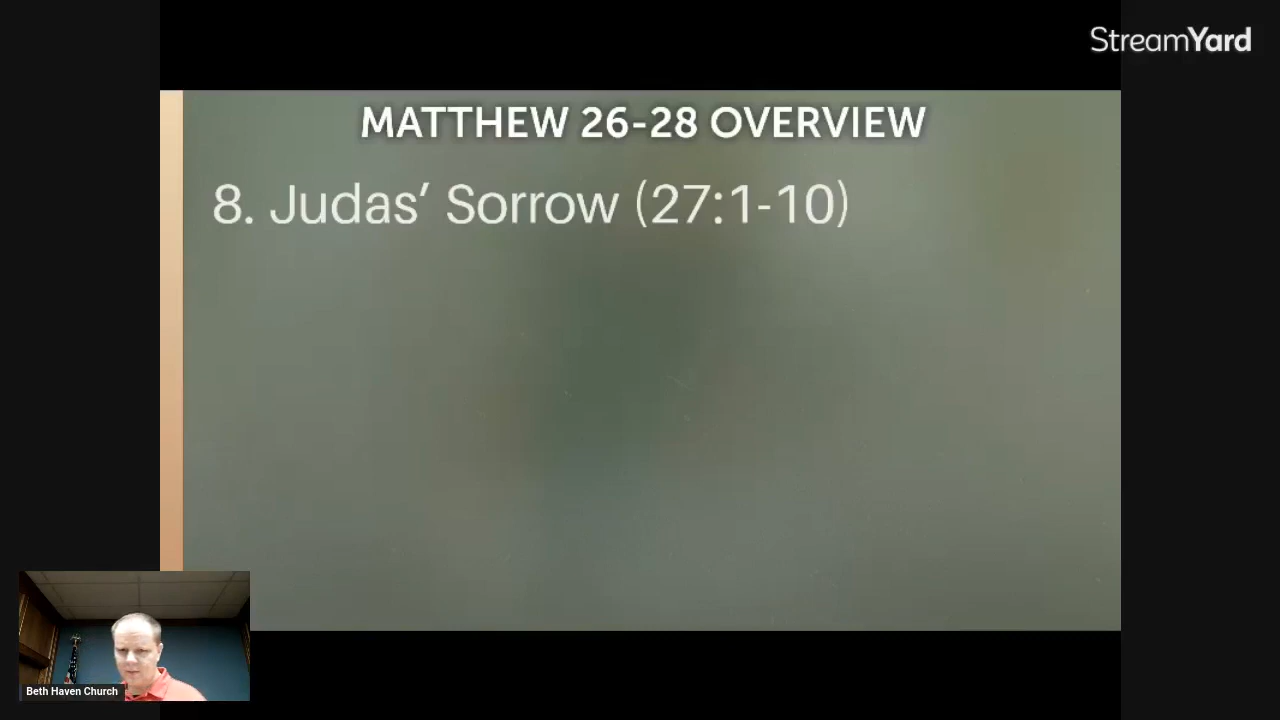 StreamYard
MATTHEW 26-28 OVERVIEW
8. Judas’ Sorrow (27:1-10)
Beth Haven Church